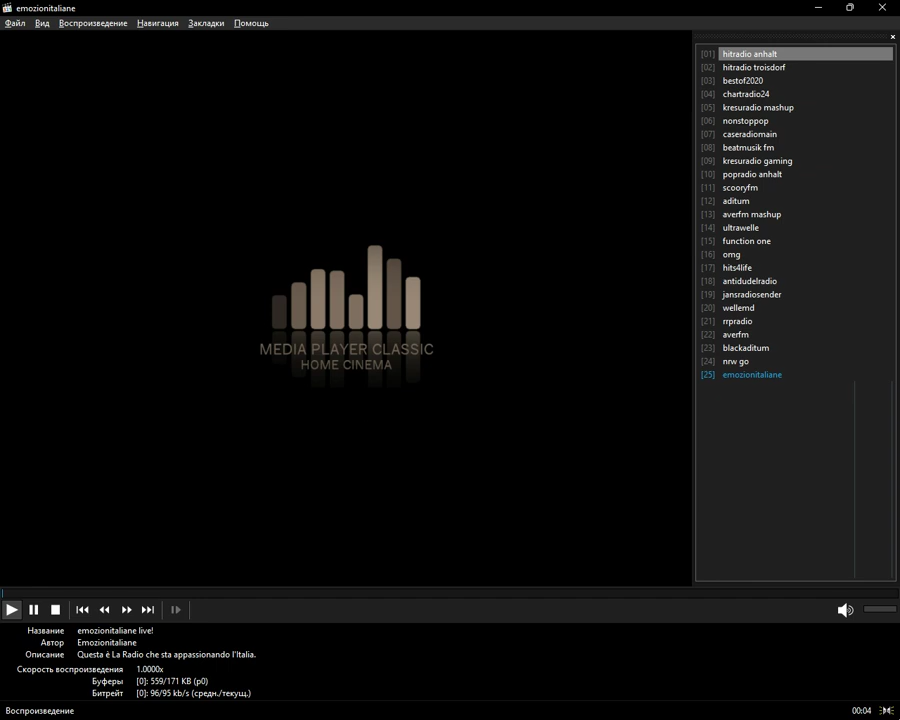 emozionitaliane
Файл Вид Воспроизведение Навигация Закладки Помощь
[01] hitradio anhalt
[02] hitradio troisdorf
[03] bestof2020
[04] chartradio24
[05] kresuradio mashup
[06] nonstoppop
[07] caseradiomain
[08] beatmusik fm
[09] kresuradio gaming
[10] popradio anhalt
[11] scooryfm
[12] aditum
[13] averfm mashup
[14] ultrawelle
[15] function one
[16] omg
[17] hits4life
[18] antidudelradio
[19] jansradiosender
[20] wellemd
[21] rrpradio
[22] averfm
[23] blackaditum
[24] nrw go
[25] emozionitaliane
MEDIA PLAYER CLASSIC
HOME CINEMA
Название emozionitaliane live!
Автор Emozionitaliane
Описание Questa è La Radio che sta appassionando l'Italia.
Скорость воспроизведения 1.0000x
Буферы [0]: 559/171 KB (p0)
Битрейт [0]: 96/95 kb/s (средн./текущ.)
Воспроизведение 00:04